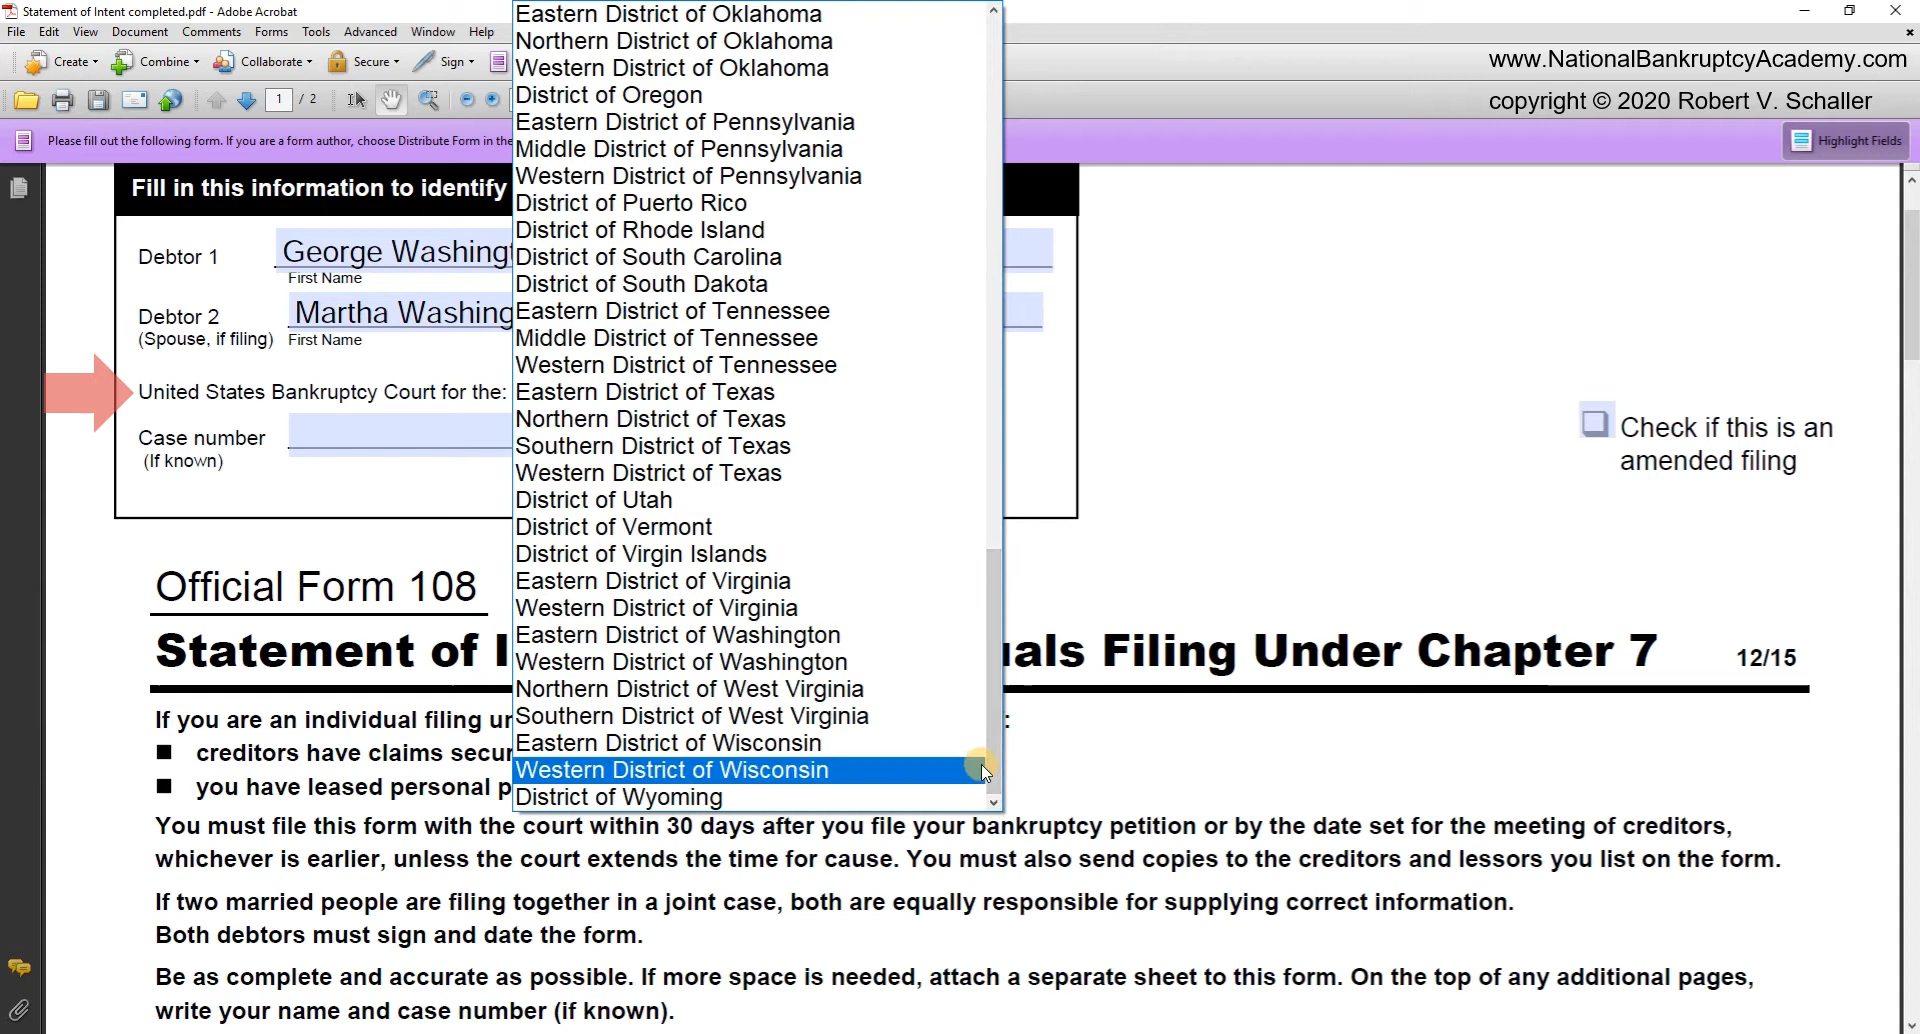 Statement of Intent completed.pdf - Adobe Acrobat
File Edit View Document Comments Forms Tools Advanced Window Help
Create Combine Collaborate Secure Sign
www.NationalBankruptcyAcademy.com
1 / 2
copyright © 2020 Robert V. Schaller
Please fill out the following form. If you are a form author, choose Distribute Form in the
Highlight Fields
Fill in this information to identify
Debtor 1 George Washingt
First Name
Debtor 2 Martha Washing
(Spouse, if filing) First Name
United States Bankruptcy Court for the:
Case number
(If known)
Eastern District of Oklahoma
Northern District of Oklahoma
Western District of Oklahoma
District of Oregon
Eastern District of Pennsylvania
Middle District of Pennsylvania
Western District of Pennsylvania
District of Puerto Rico
District of Rhode Island
District of South Carolina
District of South Dakota
Eastern District of Tennessee
Middle District of Tennessee
Western District of Tennessee
Eastern District of Texas
Northern District of Texas
Southern District of Texas
Western District of Texas
District of Utah
District of Vermont
District of Virgin Islands
Eastern District of Virginia
Western District of Virginia
Eastern District of Washington
Western District of Washington
Northern District of West Virginia
Southern District of West Virginia
Eastern District of Wisconsin
Western District of Wisconsin
District of Wyoming
Check if this is an
amended filing
Official Form 108
Statement of I uals Filing Under Chapter 7 12/15
If you are an individual filing un :
■ creditors have claims secur
■ you have leased personal p
You must file this form with the court within 30 days after you file your bankruptcy petition or by the date set for the meeting of creditors,
whichever is earlier, unless the court extends the time for cause. You must also send copies to the creditors and lessors you list on the form.
If two married people are filing together in a joint case, both are equally responsible for supplying correct information.
Both debtors must sign and date the form.
Be as complete and accurate as possible. If more space is needed, attach a separate sheet to this form. On the top of any additional pages,
write your name and case number (if known).